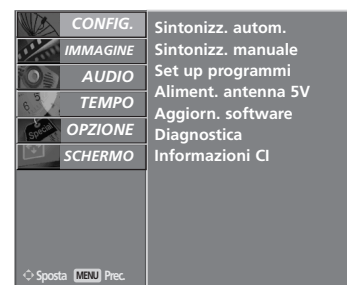 CONFIG.
IMMAGINE
AUDIO
TEMPO
OPZIONE
SCHERMO
Sintonizz. autom.
Sintonizz. manuale
Set up programmi
Aliment. antenna 5V
Aggiorn. software
Diagnostica
Informazioni CI
Sposta MENU Prec.